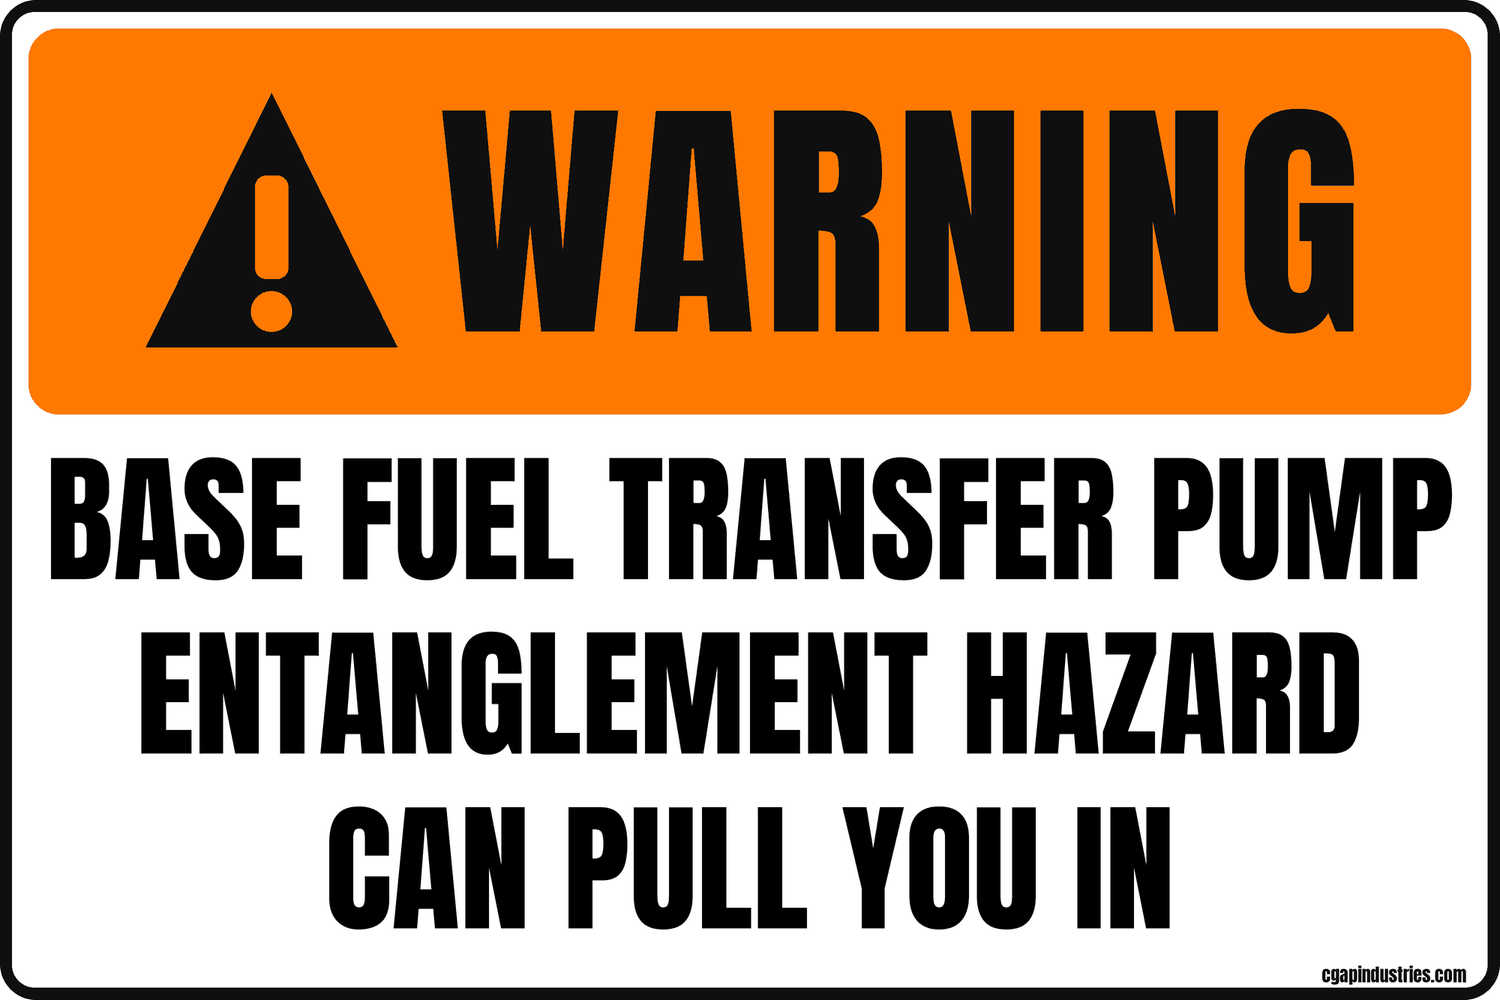 WARNING
BASE FUEL TRANSFER PUMP
ENTANGLEMENT HAZARD
CAN PULL YOU IN
cgapindustries.com